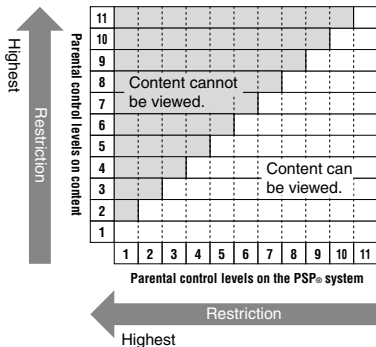 Highest
Restriction
Parental control levels on content
11
10
9
8
7
6
5
4
3
2
1
Content cannot
be viewed.
Content can
be viewed.
1 2 3 4 5 6 7 8 9 10 11
Parental control levels on the PSP® system
Restriction
Highest